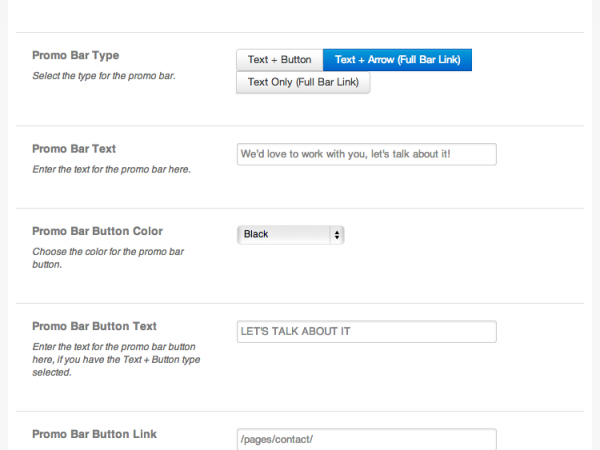 Promo Bar Type
Select the type for the promo bar.
Text + Button
Text + Arrow (Full Bar Link)
Text Only (Full Bar Link)
Promo Bar Text
Enter the text for the promo bar here.
We'd love to work with you, let's talk about it!
Promo Bar Button Color
Choose the color for the promo bar
button.
Black
Promo Bar Button Text
Enter the text for the promo bar button
here, if you have the Text + Button type
selected.
LET'S TALK ABOUT IT
Promo Bar Button Link
/pages/contact/